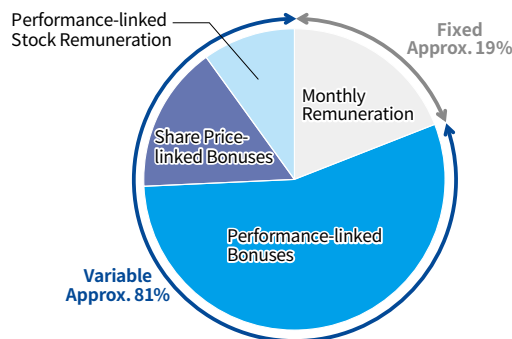 Performance-linked
Stock Remuneration
Fixed
Approx. 19%
Monthly
Remuneration
Share Price-
linked Bonuses
Performance-linked
Bonuses
Variable
Approx. 81%